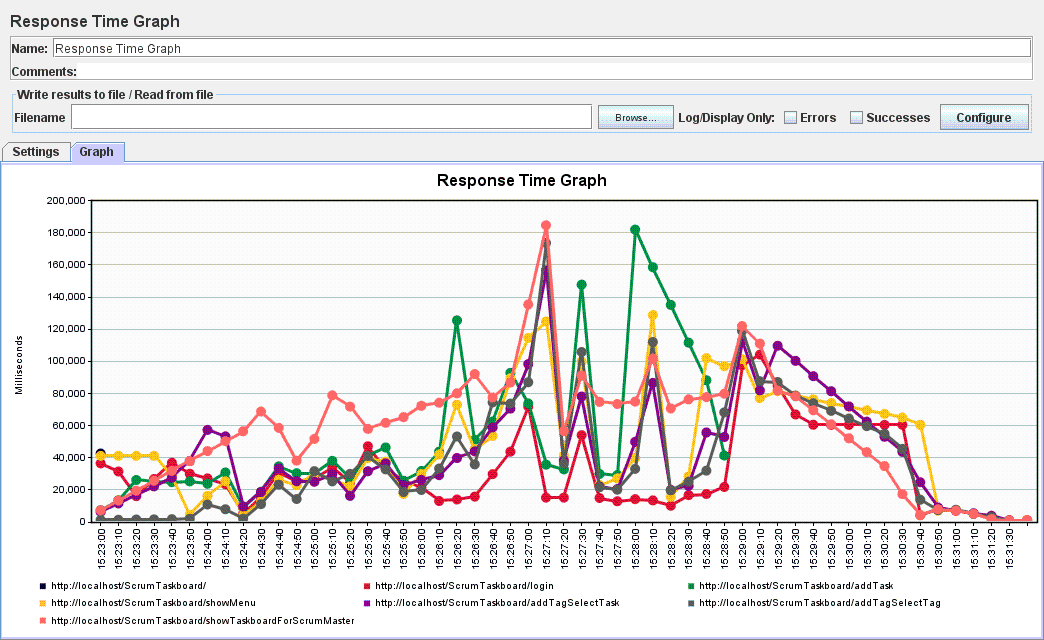 Response Time Graph
Name: Response Time Graph
Comments:
Write results to file / Read from file
Filename Browse... Log/Display Only: Errors Successes Configure
Settings Graph
Response Time Graph
200,000
180,000
160,000
140,000
120,000
100,000
80,000
60,000
40,000
20,000
0
Milliseconds
15:23:00 15:23:10 15:23:20 15:23:30 15:23:40 15:23:50 15:24:00 15:24:10 15:24:20 15:24:30 15:24:40 15:24:50 15:25:00 15:25:10 15:25:20 15:25:30 15:25:40 15:25:50 15:26:00 15:26:10 15:26:20 15:26:30 15:26:40 15:26:50 15:27:00 15:27:10 15:27:20 15:27:30 15:27:40 15:27:50 15:28:00 15:28:10 15:28:20 15:28:30 15:28:40 15:28:50 15:29:00 15:29:10 15:29:20 15:29:30 15:29:40 15:29:50 15:30:00 15:30:10 15:30:20 15:30:30 15:30:40 15:30:50 15:31:00 15:31:10 15:31:20 15:31:30
http://localhost/ScrumTaskboard/ http://localhost/ScrumTaskboard/login http://localhost/ScrumTaskboard/addTask
http://localhost/ScrumTaskboard/showMenu http://localhost/ScrumTaskboard/addTagSelectTask http://localhost/ScrumTaskboard/addTagSelectTag
http://localhost/ScrumTaskboard/showTaskboardForScrumMaster